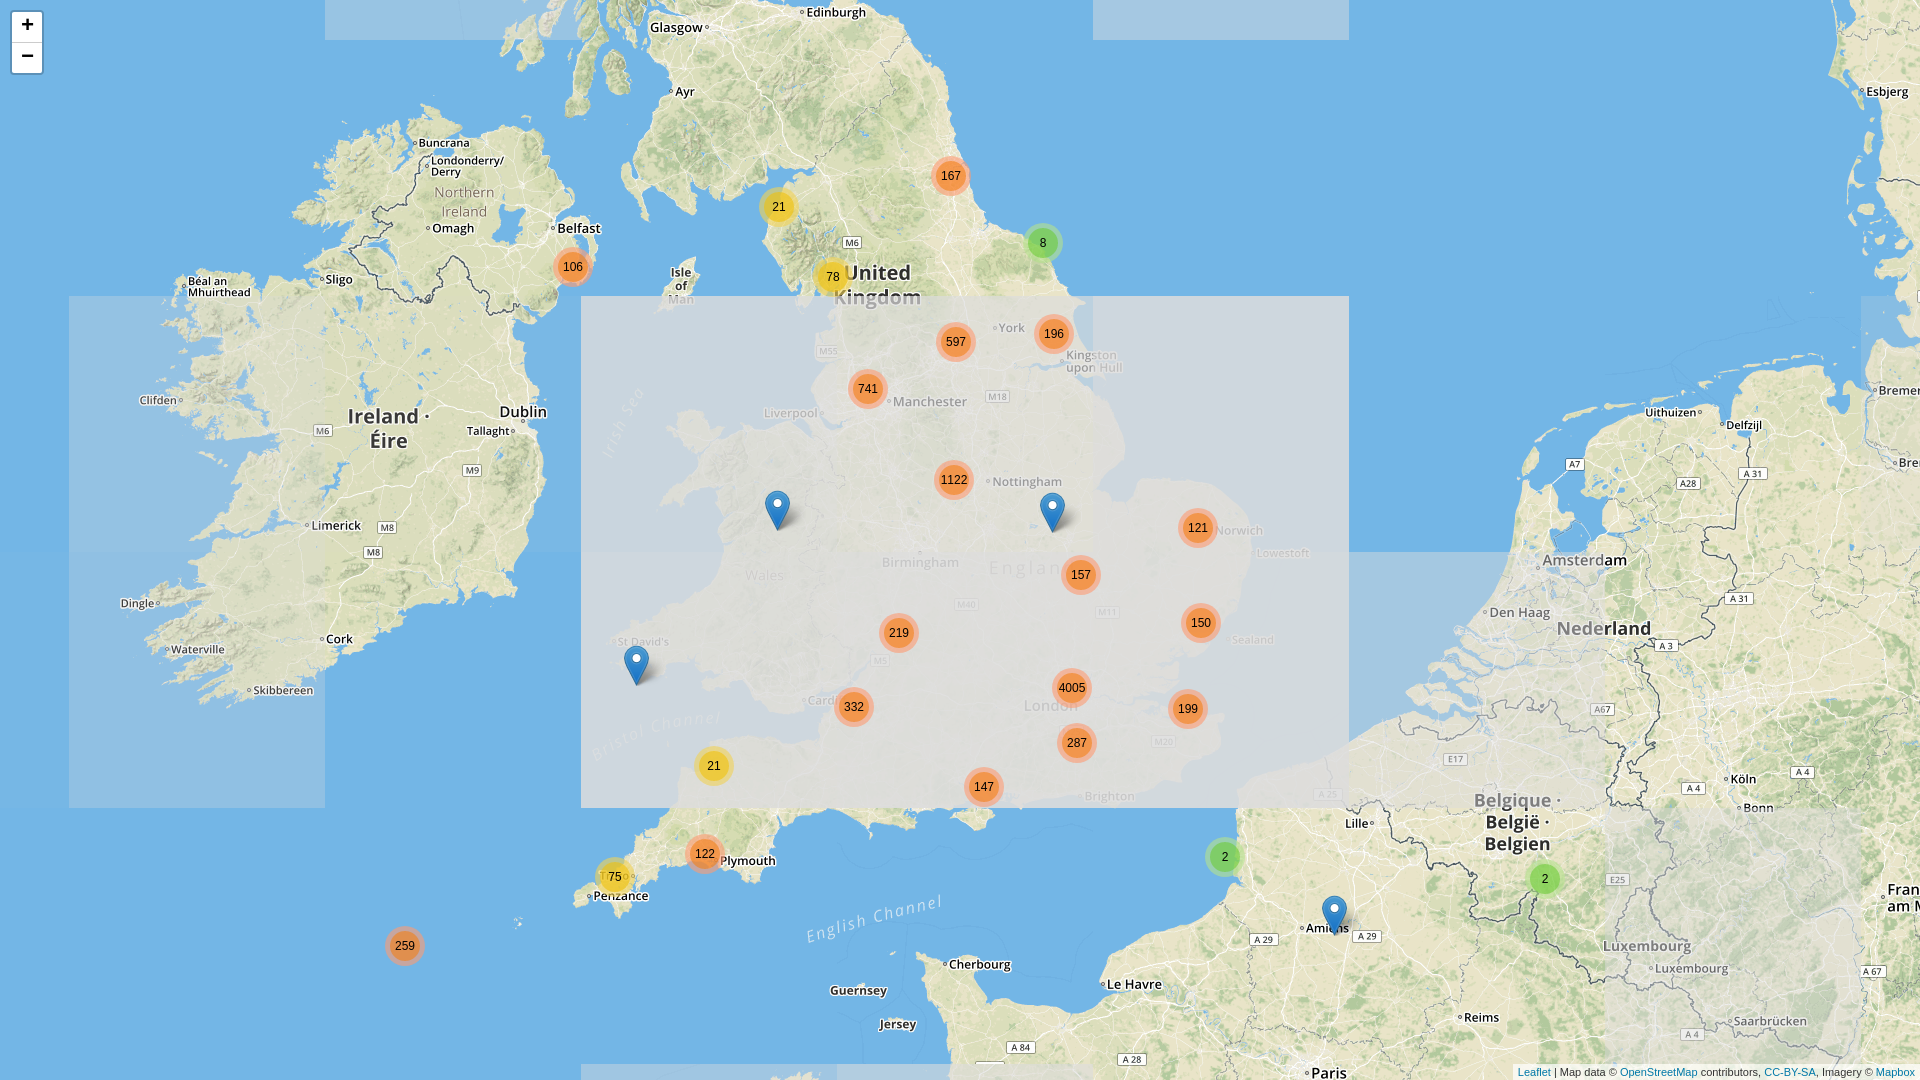 +
−
Glasgow
Edinburgh
Ayr
Esbjerg
Buncrana
Londonderry/
Derry
Northern
Ireland
Omagh
Belfast
167
21
8
M6
106
78
United
Kingdom
Isle
of
Man
Béal an
Mhuirthead
Sligo
York
597
196
Kingston
upon Hull
M55
741
Manchester
M18
Liverpool
Irish Sea
Clifden
Ireland ·
Éire
Dublin
Tallaght
M6
M9
Uithuizen
Delfzijl
A7
A 31
A28
1122
Nottingham
Limerick
M8
M8
121
Norwich
Lowestoft
Birmingham
Wales
157
Amsterdam
Dingle
M40
M11
Den Haag
A 31
219
150
Cork
Waterville
St David's
Sealand
Nederland
A 3
M5
Skibbereen
4005
London
199
332
A67
Bristol Channel
287
M20
E17
21
147
Brighton
A 25
Köln
A 4
A 4
Bonn
Belgique ·
België ·
Belgien
Lille
122
Plymouth
2
75
Penzance
2
E25
English Channel
Amiens
A 29
A 29
259
Luxembourg
Luxembourg
A 67
Cherbourg
Le Havre
Guernsey
Reims
Jersey
Saarbrücken
A 4
A 84
A 28
Paris
Leaflet | Map data © OpenStreetMap contributors, CC-BY-SA, Imagery © Mapbox